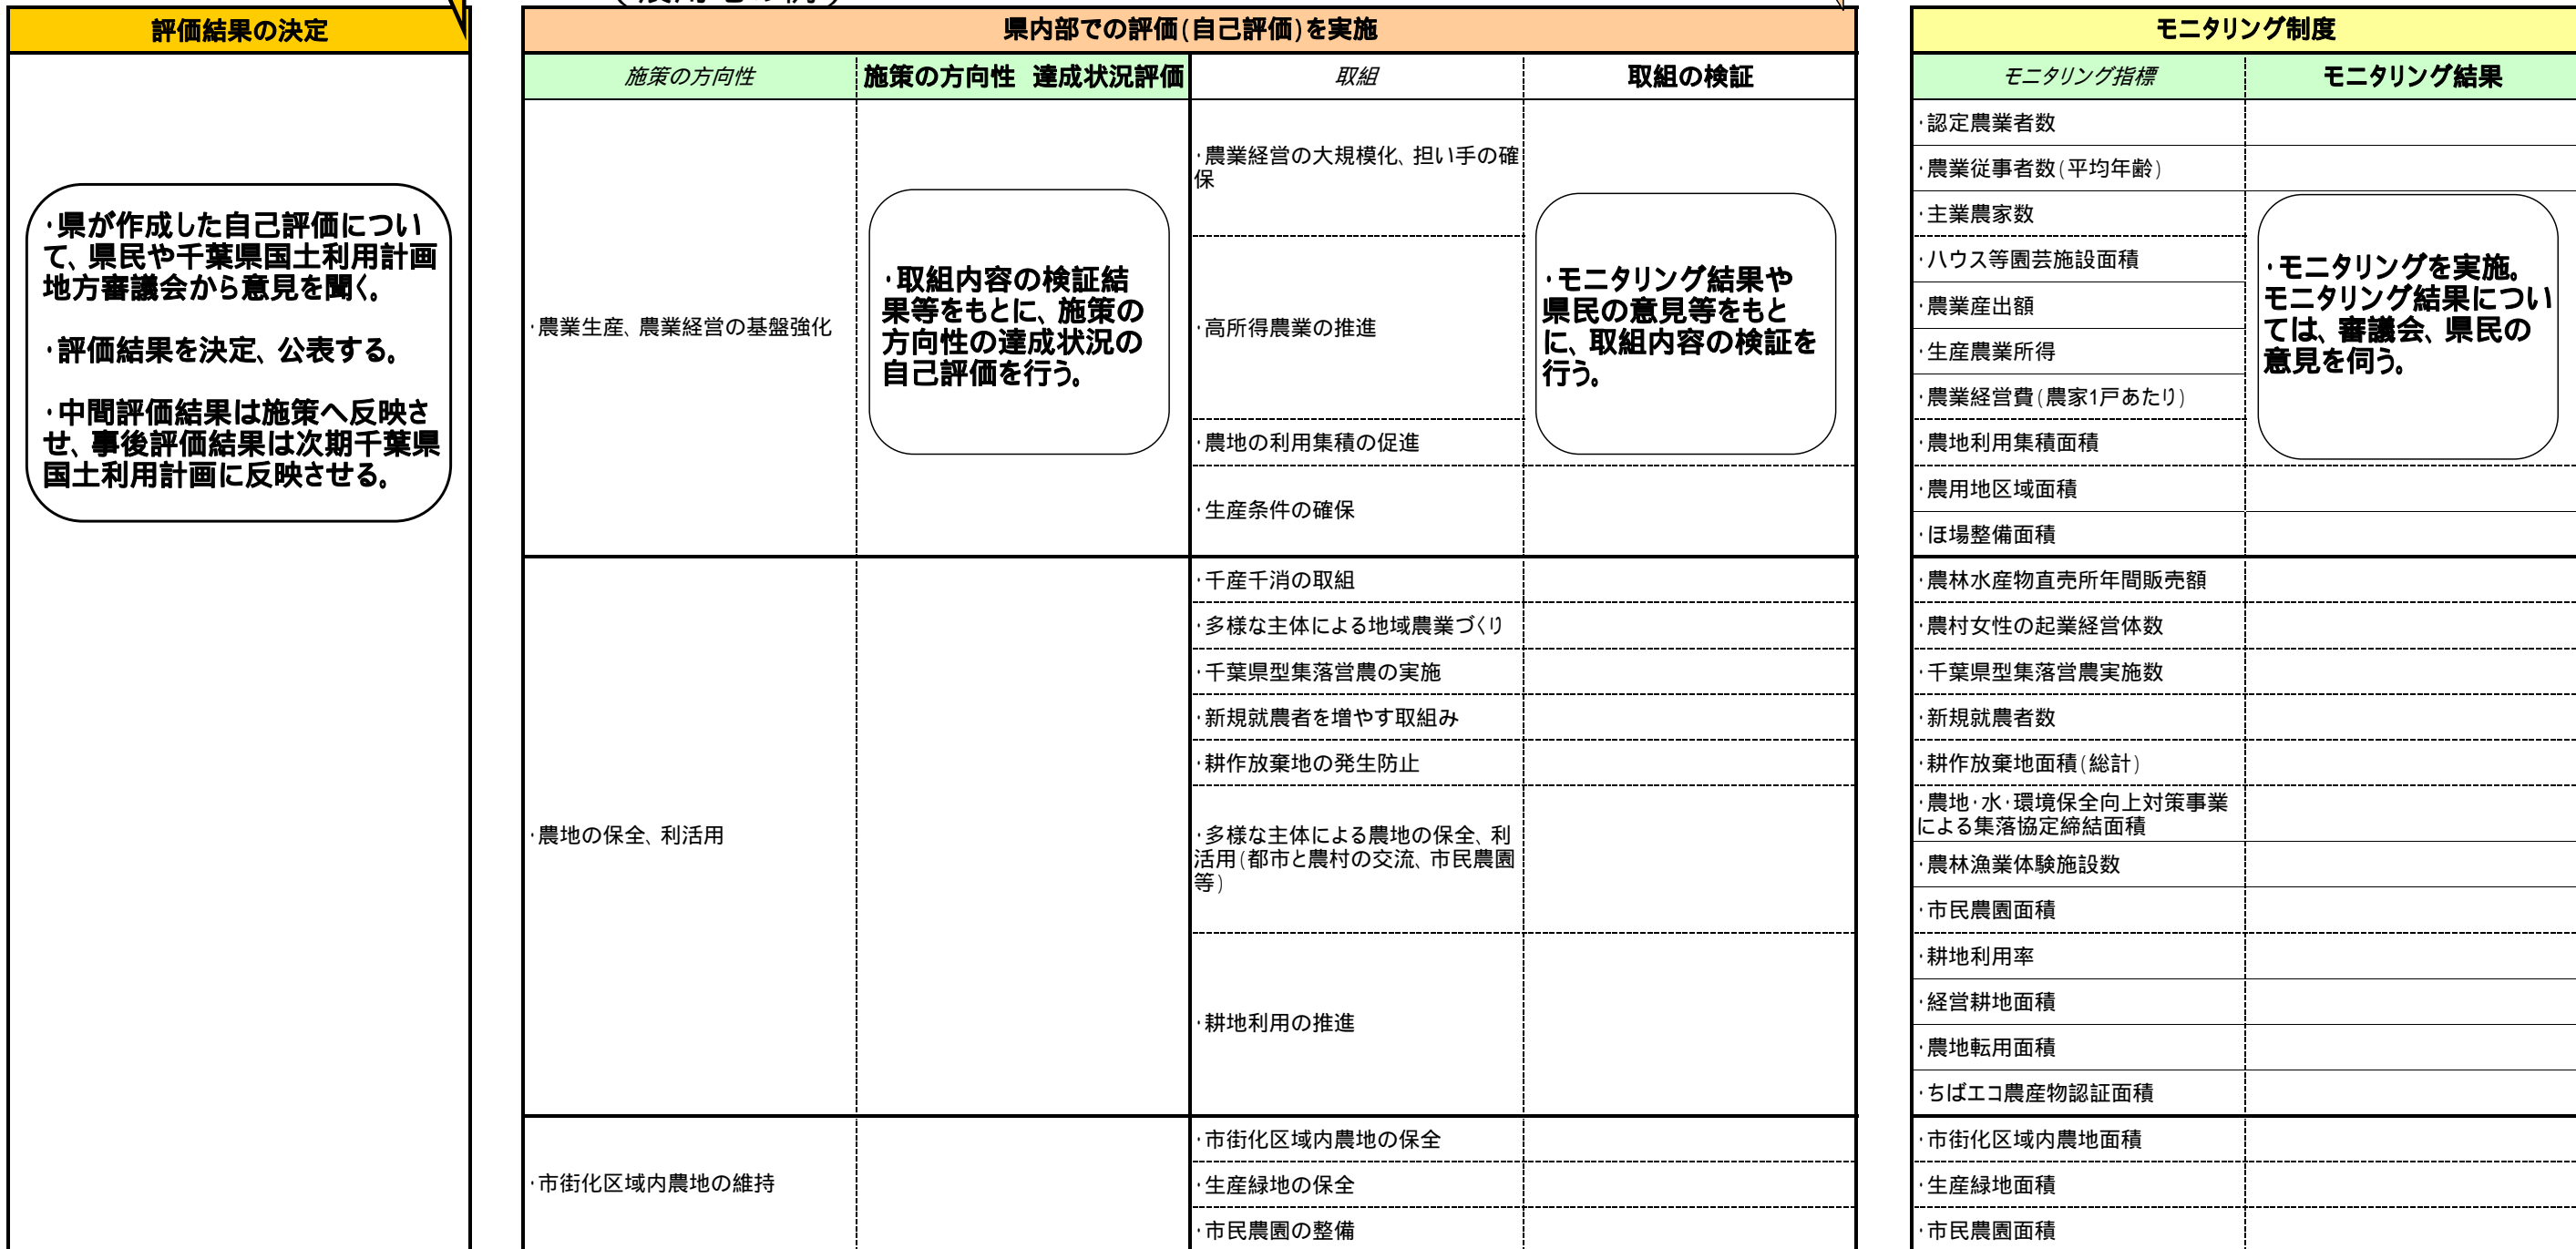 評価結果の決定
・県が作成した自己評価につい
て、県民や千葉県国土利用計画
地方審議会から意見を聞く。
・評価結果を決定、公表する。
・中間評価結果は施策へ反映さ
せ、事後評価結果は次期千葉県
国土利用計画に反映させる。
県内部での評価(自己評価)を実施
施策の方向性
施策の方向性 達成状況評価
取組
取組の検証
・農業生産、農業経営の基盤強化
・取組内容の検証結
果等をもとに、施策の
方向性の達成状況の
自己評価を行う。
・農業経営の大規模化、担い手の確
保
・高所得農業の推進
・農地の利用集積の促進
・生産条件の確保
・モニタリング結果や
県民の意見等をもと
に、取組内容の検証を
行う。
・農地の保全、利活用
・千産千消の取組
・多様な主体による地域農業づくり
・千葉県型集落営農の実施
・新規就農者を増やす取組み
・耕作放棄地の発生防止
・多様な主体による農地の保全、利
活用(都市と農村の交流、市民農園
等)
・耕地利用の推進
・市街化区域内農地の維持
・市街化区域内農地の保全
・生産緑地の保全
・市民農園の整備
モニタリング制度
モニタリング指標
モニタリング結果
・認定農業者数
・農業従事者数(平均年齢)
・主業農家数
・ハウス等園芸施設面積
・農業産出額
・生産農業所得
・農業経営費(農家1戸あたり)
・農地利用集積面積
・農用地区域面積
・ほ場整備面積
・モニタリングを実施。
モニタリング結果につい
ては、審議会、県民の
意見を伺う。
・農林水産物直売所年間販売額
・農村女性の起業経営体数
・千葉県型集落営農実施数
・新規就農者数
・耕作放棄地面積(総計)
・農地・水・環境保全向上対策事業
による集落協定締結面積
・農林漁業体験施設数
・市民農園面積
・耕地利用率
・経営耕地面積
・農地転用面積
・ちばエコ農産物認証面積
・市街化区域内農地面積
・生産緑地面積
・市民農園面積